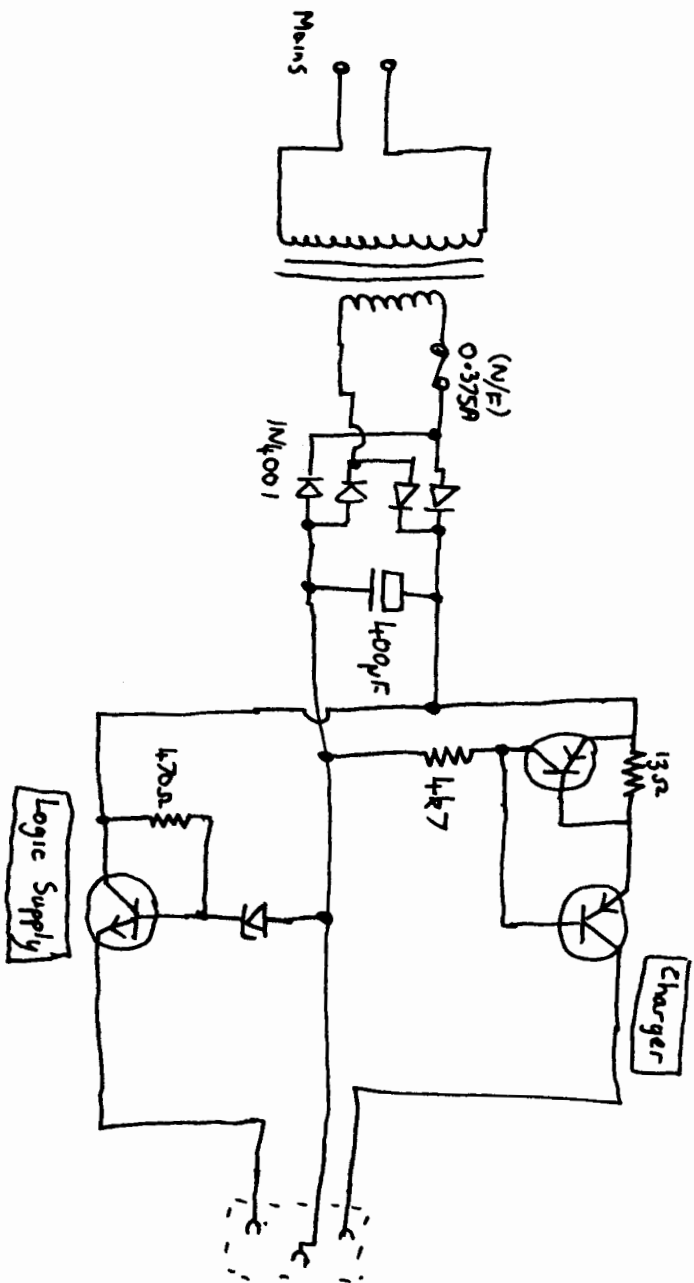 Mains
(N/F)
0.375A
1N4001
400µF
13Ω
4k7
Charger
470Ω
Logic Supply